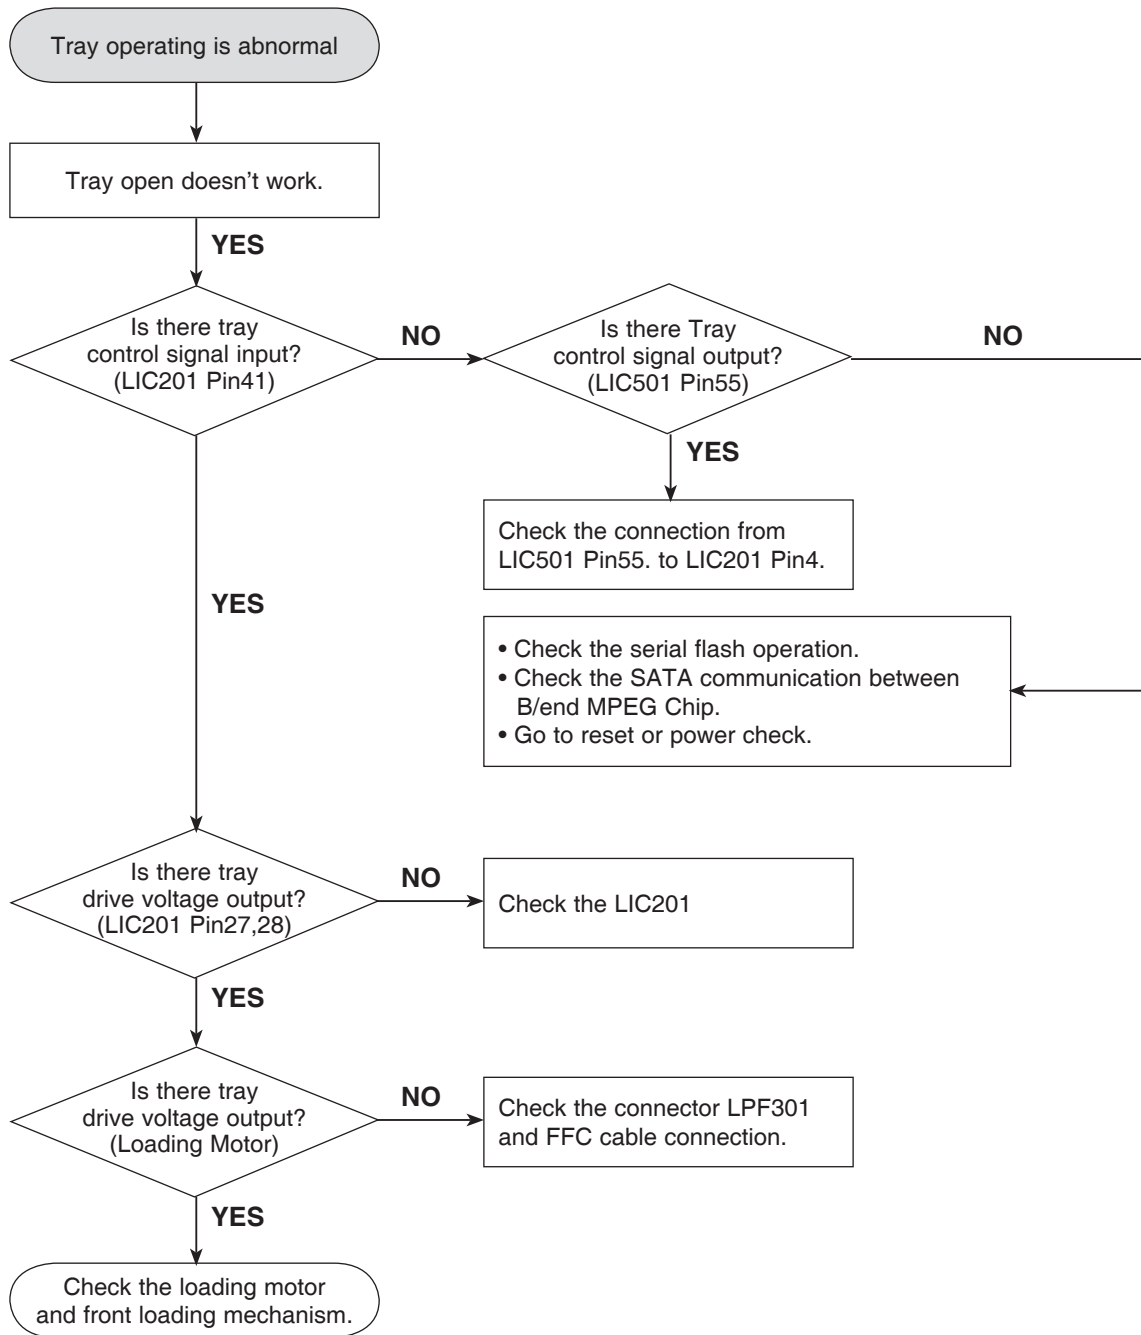 Tray operating is abnormal
Tray open doesn't work.
YES
Is there tray
control signal input?
(LIC201 Pin41)
NO
Is there Tray
control signal output?
(LIC501 Pin55)
NO
YES
Check the connection from
LIC501 Pin55. to LIC201 Pin4.
YES
• Check the serial flash operation.
• Check the SATA communication between
B/end MPEG Chip.
• Go to reset or power check.
Is there tray
drive voltage output?
(LIC201 Pin27,28)
NO
Check the LIC201
YES
Is there tray
drive voltage output?
(Loading Motor)
NO
Check the connector LPF301
and FFC cable connection.
YES
Check the loading motor
and front loading mechanism.